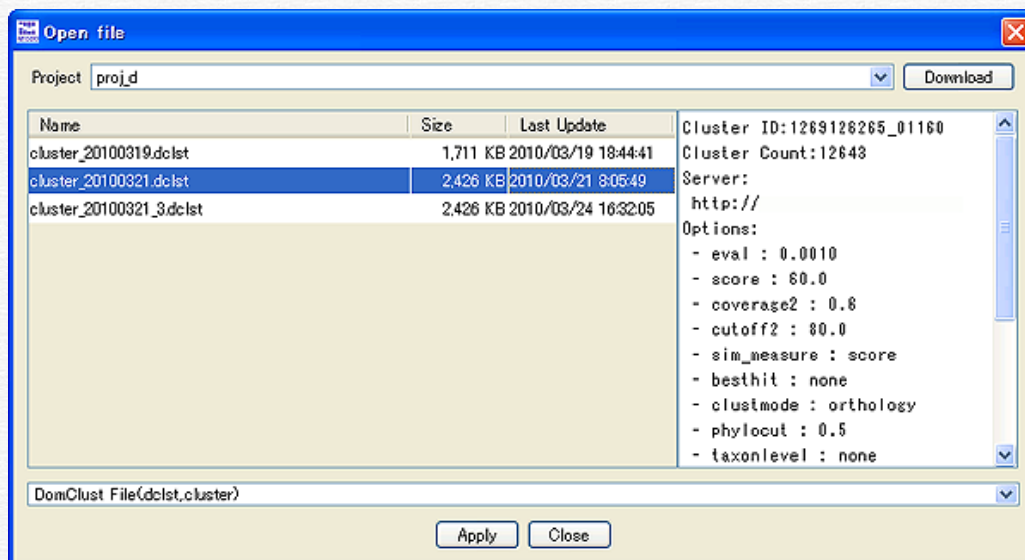 Open file
Project proj_d Download
Name Size Last Update
cluster_20100319.dclst 1,711 KB 2010/03/19 18:44:41
cluster_20100321.dclst 2,426 KB 2010/03/21 8:05:49
cluster_20100321_3.dclst 2,426 KB 2010/03/24 16:32:05
Cluster ID:1269126265_01160
Cluster Count:12643
Server:
http://
Options:
- eval : 0.0010
- score : 60.0
- coverage2 : 0.6
- cutoff2 : 80.0
- sim_measure : score
- besthit : none
- clustmode : orthology
- phylocut : 0.5
- taxonlevel : none
DomClust File(dclst,cluster)
Apply Close